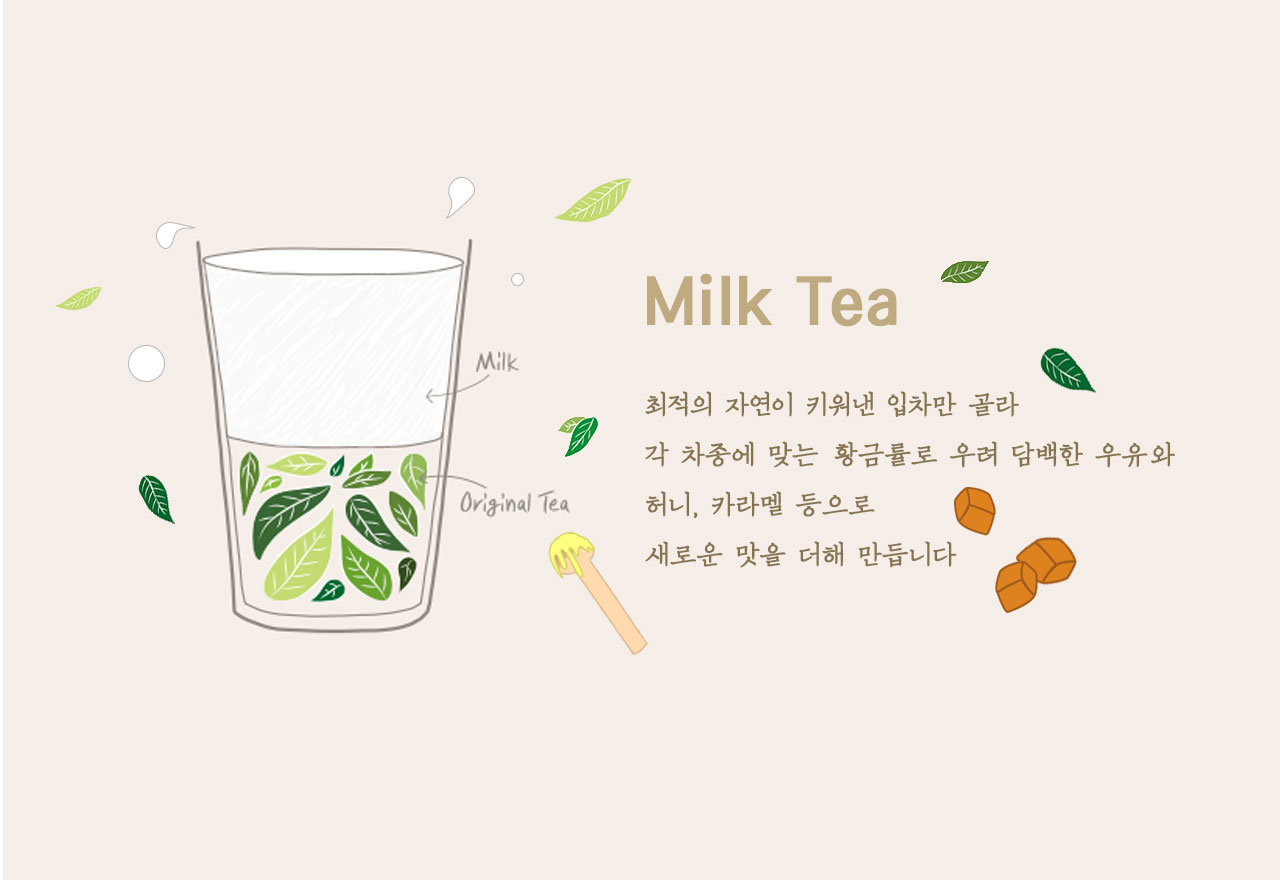 Milk Tea
Milk
Original Tea
최적의 자연이 키워낸 입차만 골라
각 차종에 맞는 황금률로 우려 담백한 우유와
허니, 카라멜 등으로
새로운 맛을 더해 만듭니다